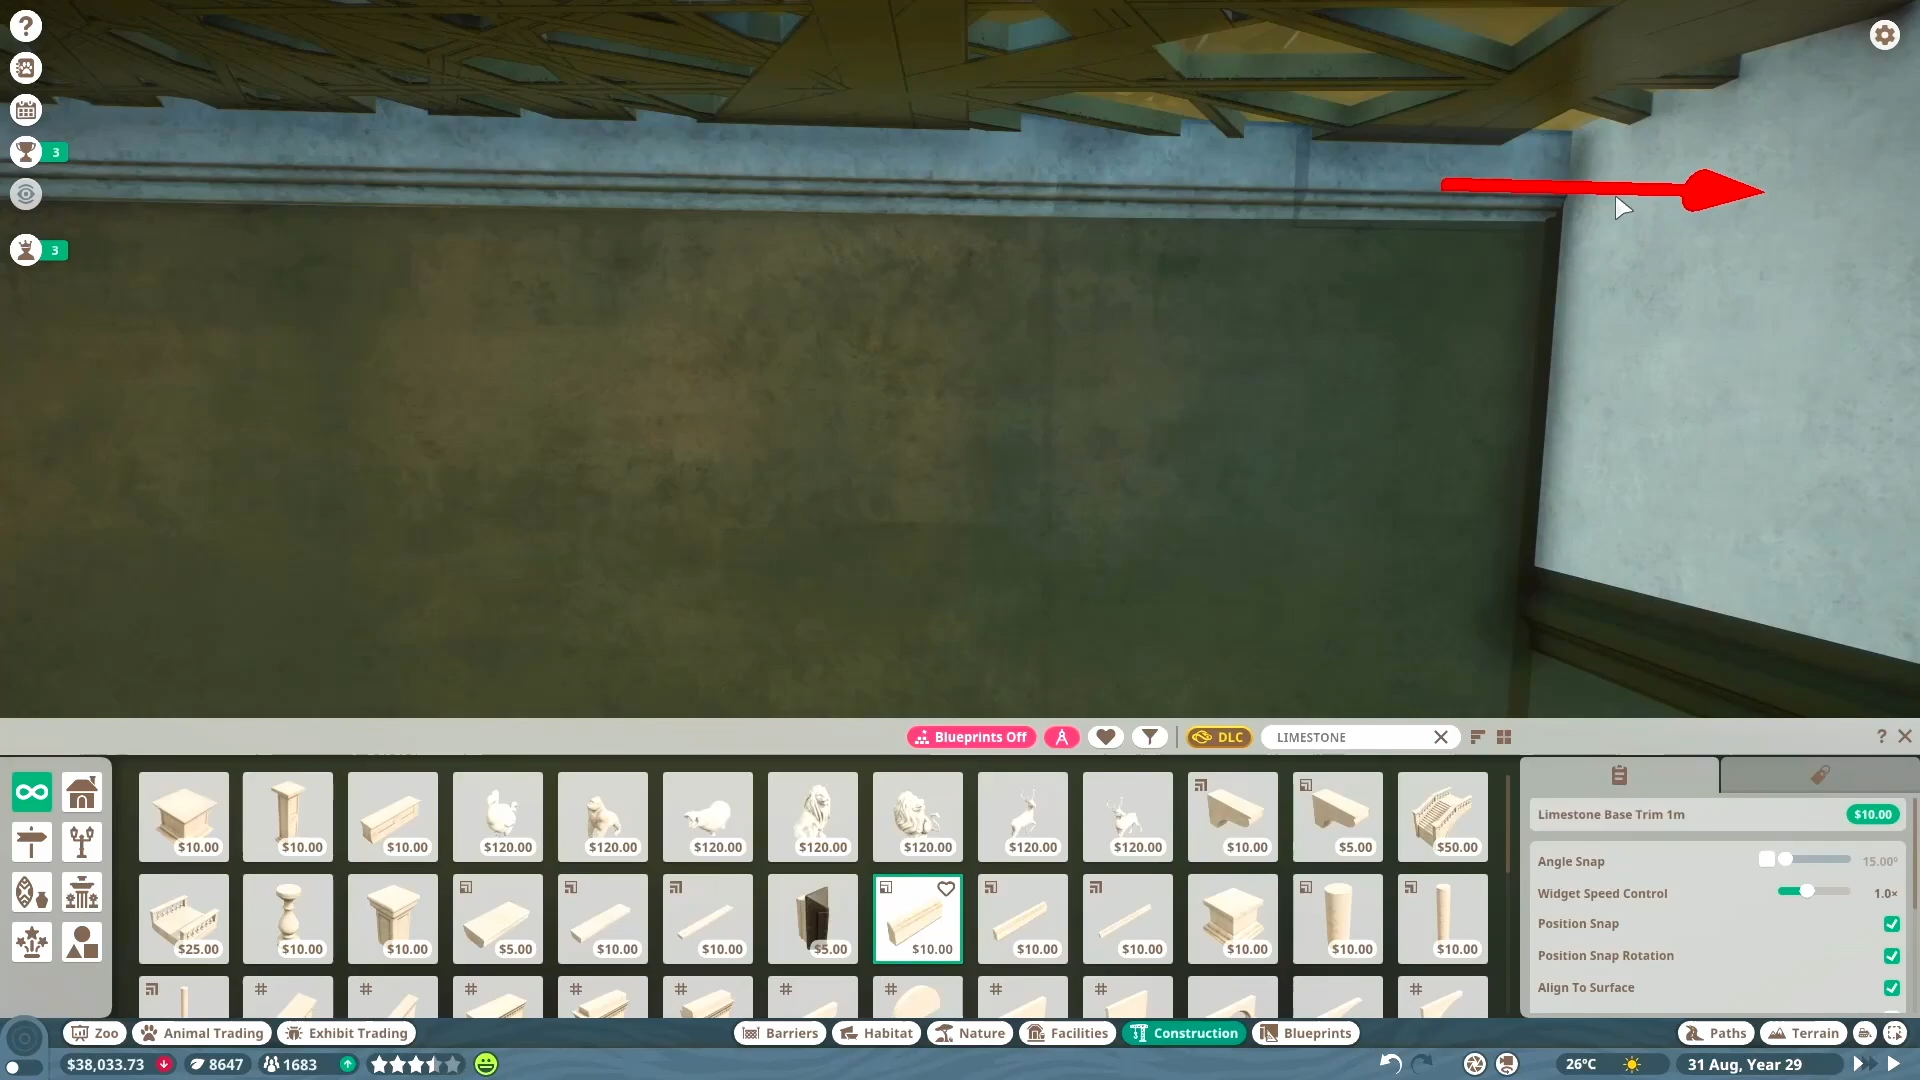 3
3
Blueprints Off
DLC
LIMESTONE
?
$10.00 $10.00 $10.00 $120.00 $120.00 $120.00 $120.00 $120.00 $120.00 $120.00 $10.00 $5.00 $50.00
$25.00 $10.00 $10.00 $5.00 $10.00 $10.00 $5.00 $10.00 $10.00 $10.00 $10.00 $10.00 $10.00
Limestone Base Trim 1m $10.00
Angle Snap 15.00°
Widget Speed Control 1.0×
Position Snap
Position Snap Rotation
Align To Surface
Zoo Animal Trading Exhibit Trading Barriers Habitat Nature Facilities Construction Blueprints Paths Terrain
$38,033.73 8647 1683 26°C 31 Aug, Year 29